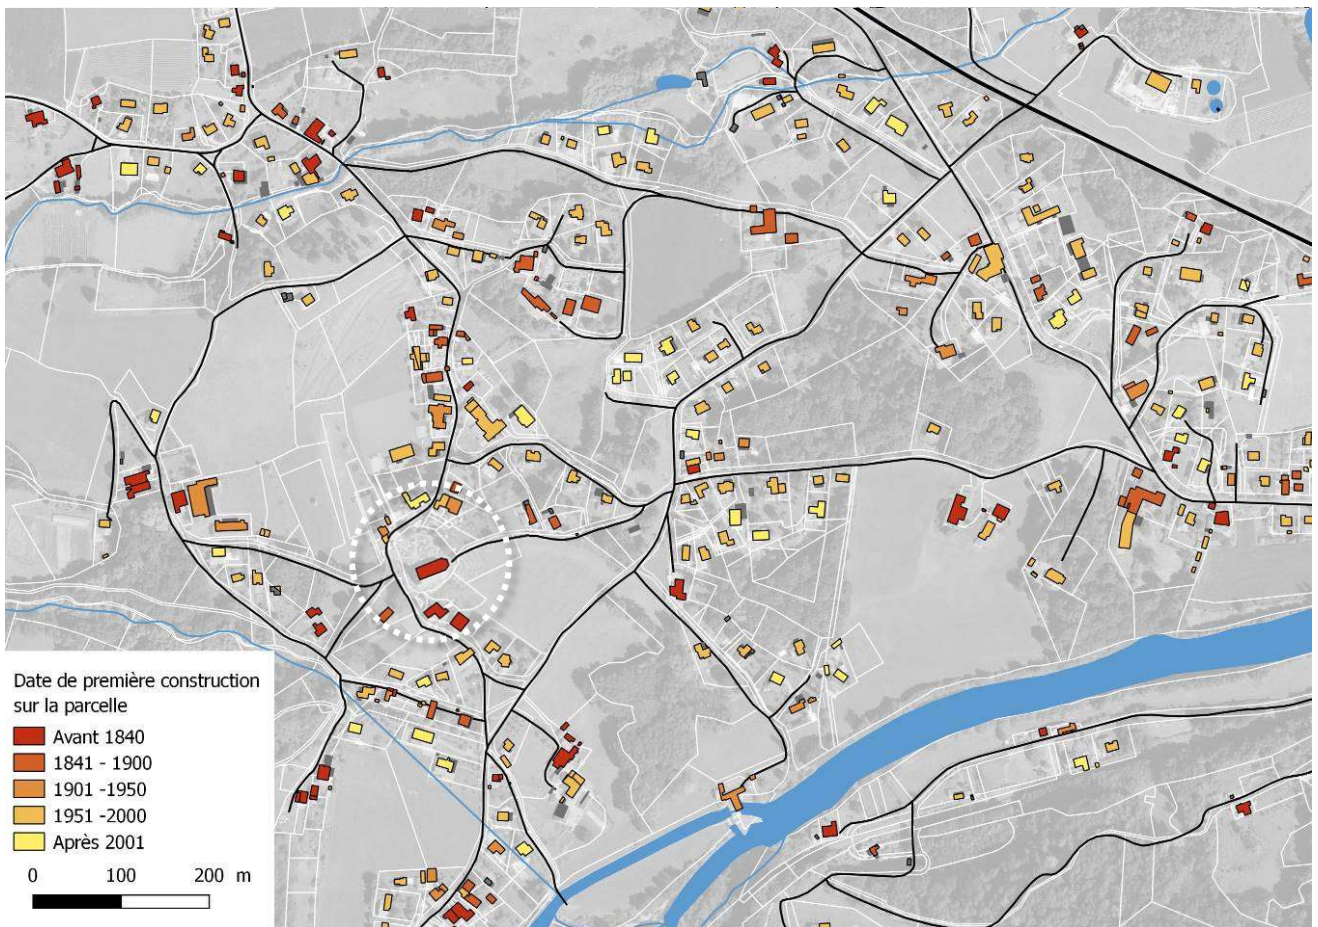 Date de première construction
sur la parcelle
Avant 1840
1841 - 1900
1901 -1950
1951 -2000
Après 2001
0 100 200 m